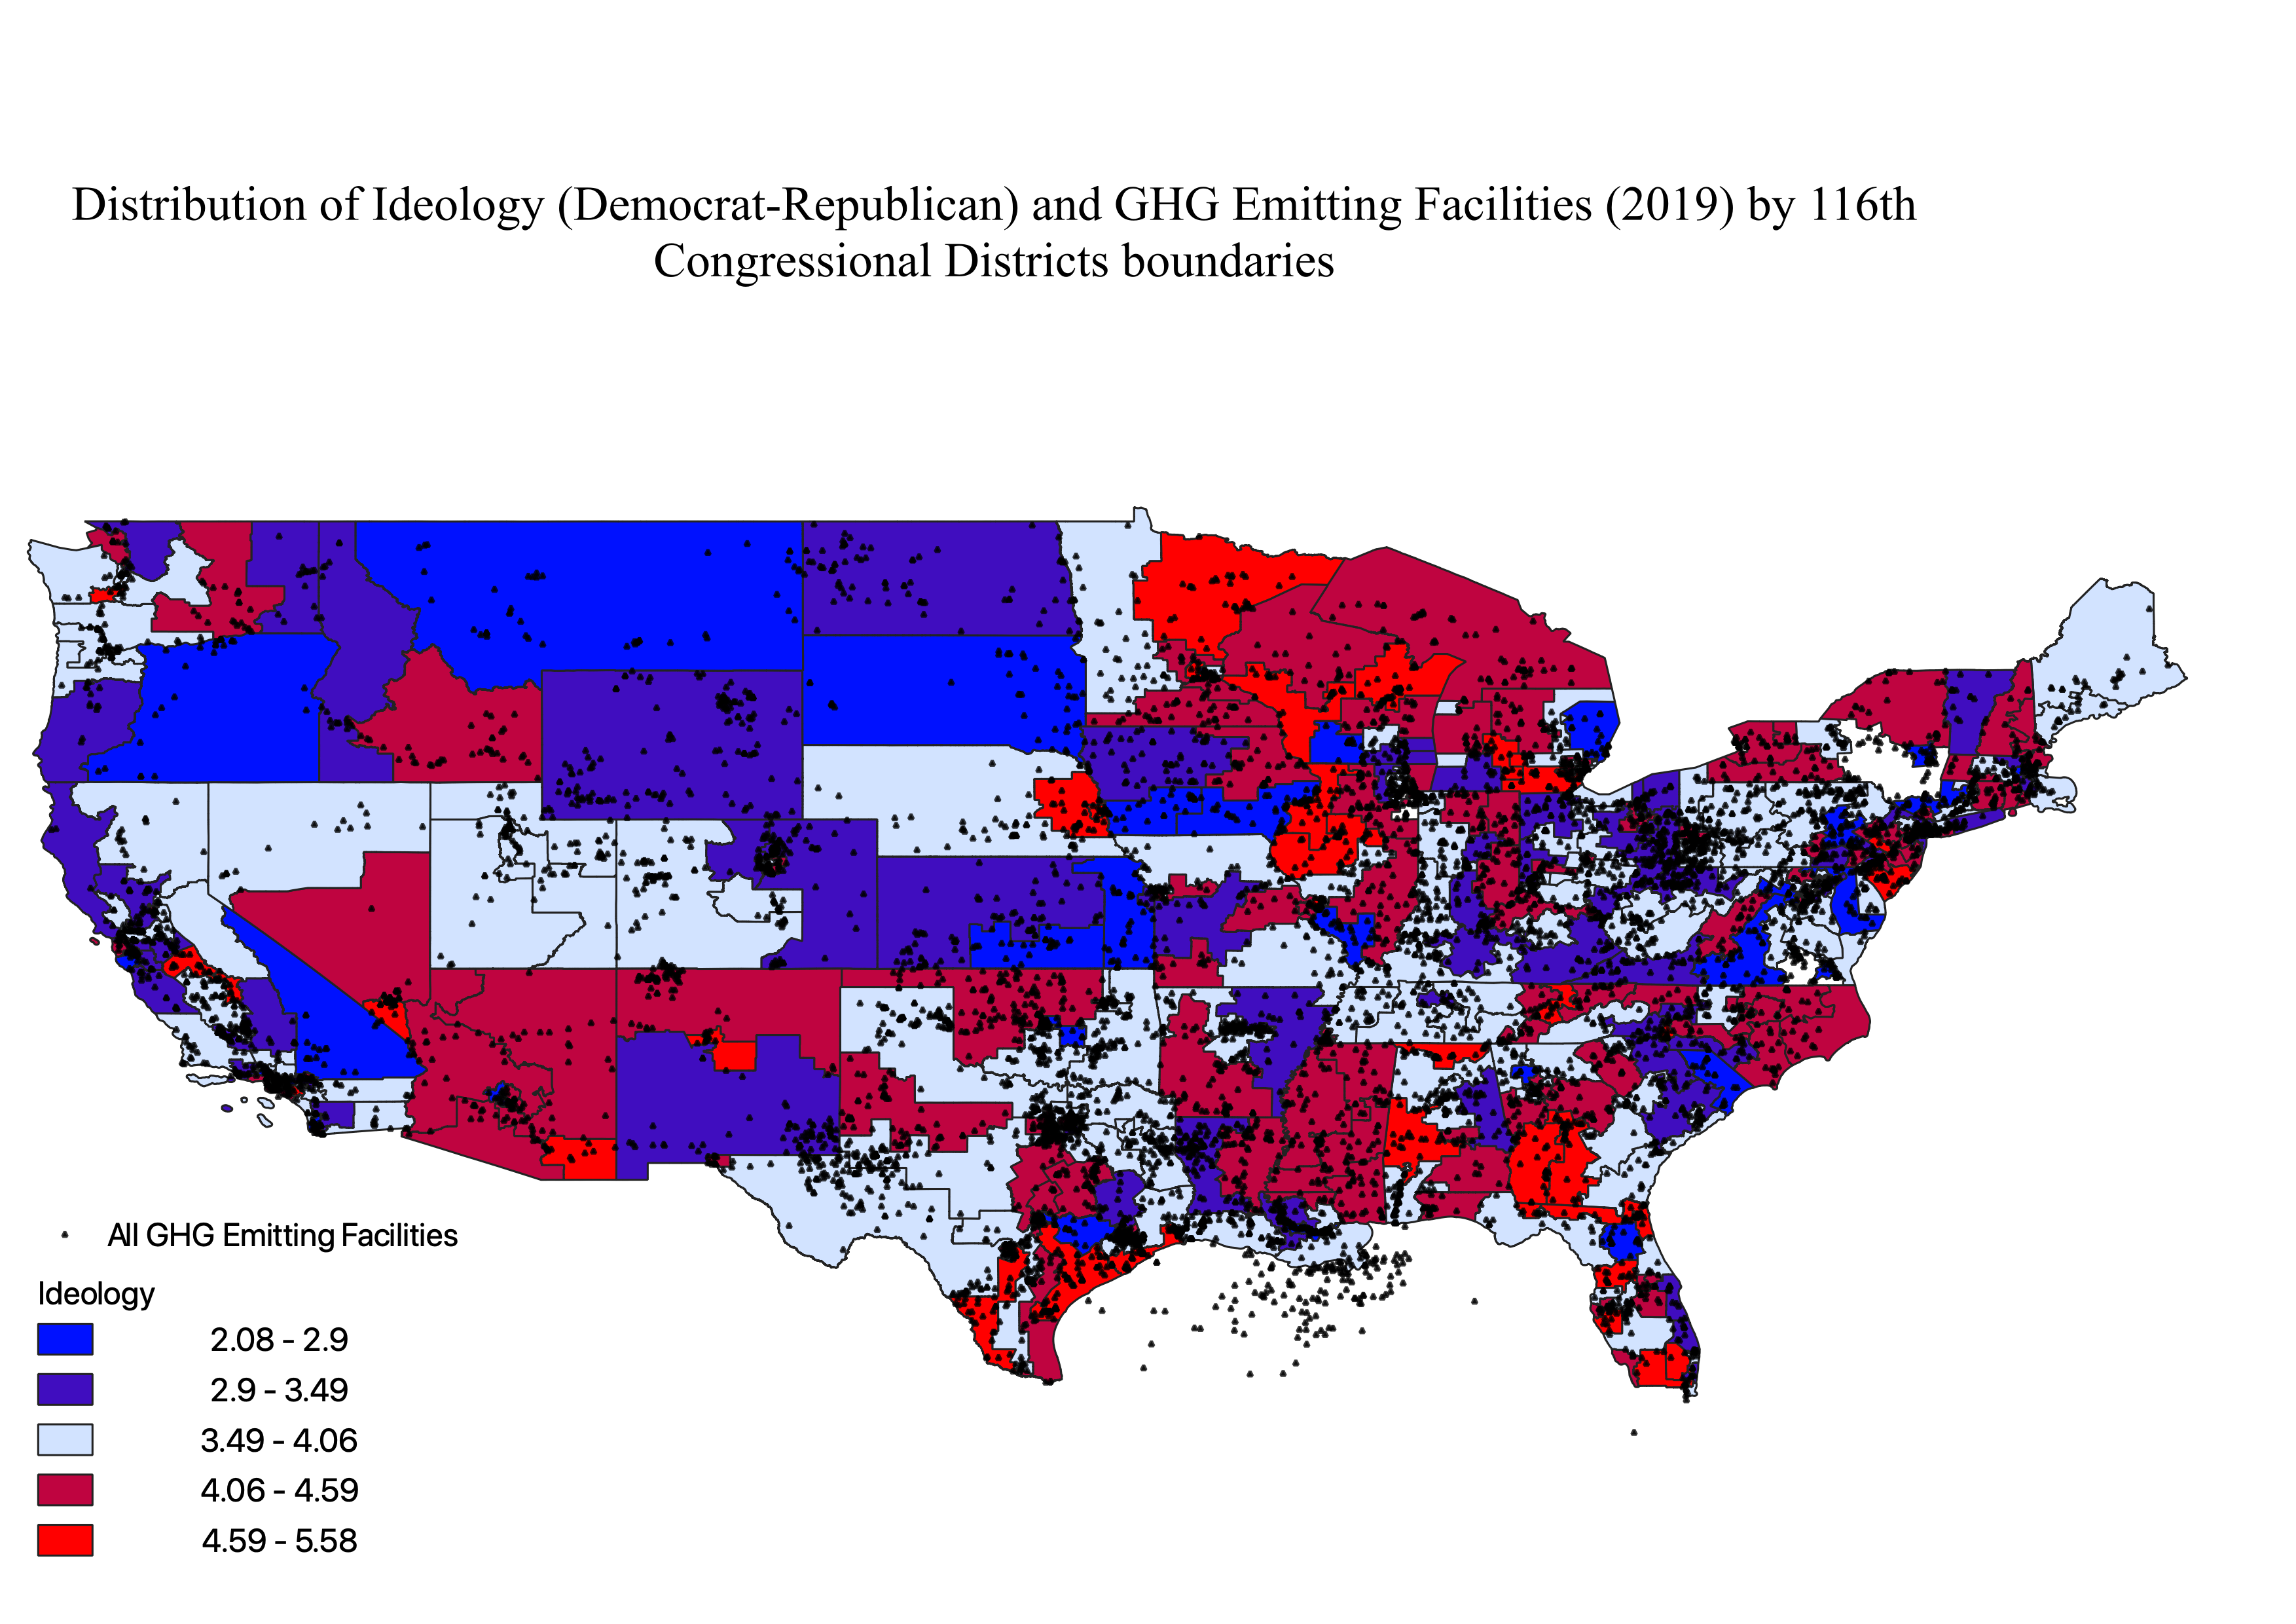 Distribution of Ideology (Democrat-Republican) and GHG Emitting Facilities (2019) by 116th
Congressional Districts boundaries
All GHG Emitting Facilities
Ideology
2.08 - 2.9
2.9 - 3.49
3.49 - 4.06
4.06 - 4.59
4.59 - 5.58